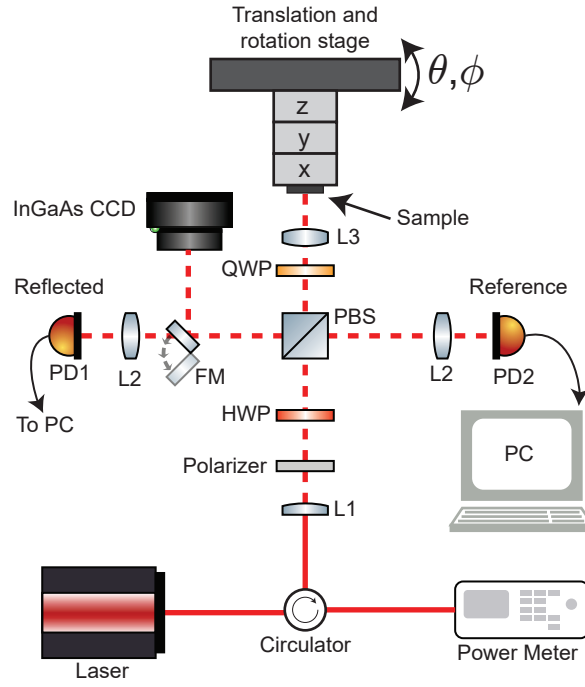 Translation and
rotation stage
θ,ϕ
z
y
x
InGaAs CCD
Sample
L3
QWP
Reflected
Reference
PBS
PD1
L2
FM
L2
PD2
To PC
HWP
PC
Polarizer
L1
Circulator
Laser
Power Meter